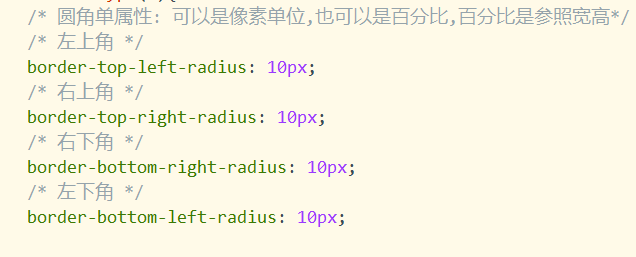 /* 圆角单属性: 可以是像素单位,也可以是百分比,百分比是参照宽高*/
/* 左上角 */
border-top-left-radius: 10px;
/* 右上角 */
border-top-right-radius: 10px;
/* 右下角 */
border-bottom-right-radius: 10px;
/* 左下角 */
border-bottom-left-radius: 10px;